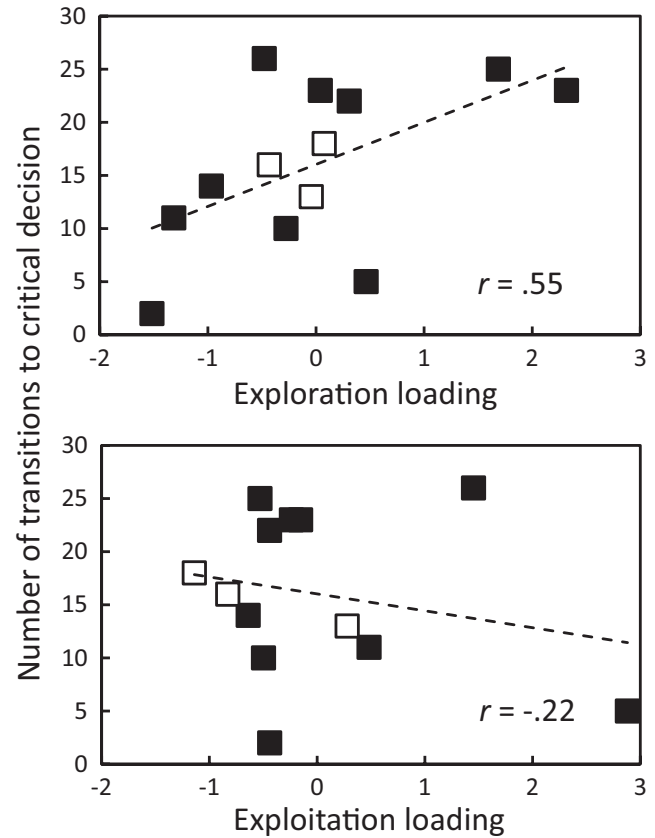 Number of transitions to critical decision
30
25
20
15
10
5
0
-2 -1 0 1 2 3
r = .55
Exploration loading
30
25
20
15
10
5
0
-2 -1 0 1 2 3
r = -.22
Exploitation loading